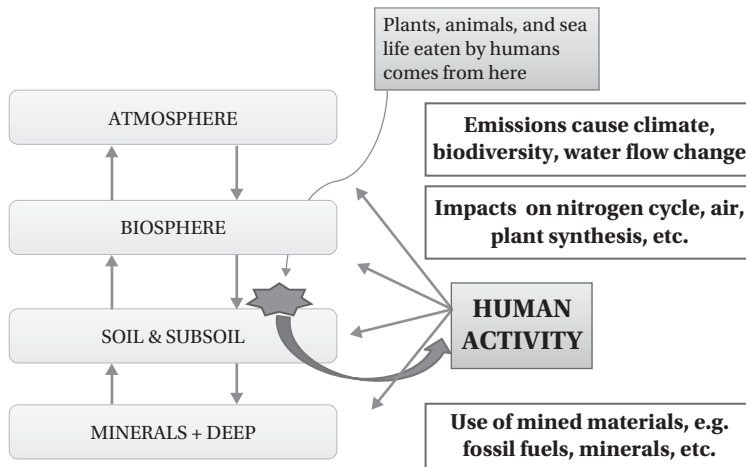 Plants, animals, and sea
life eaten by humans
comes from here
ATMOSPHERE
Emissions cause climate,
biodiversity, water flow change
BIOSPHERE
Impacts on nitrogen cycle, air,
plant synthesis, etc.
SOIL & SUBSOIL
HUMAN
ACTIVITY
MINERALS + DEEP
Use of mined materials, e.g.
fossil fuels, minerals, etc.